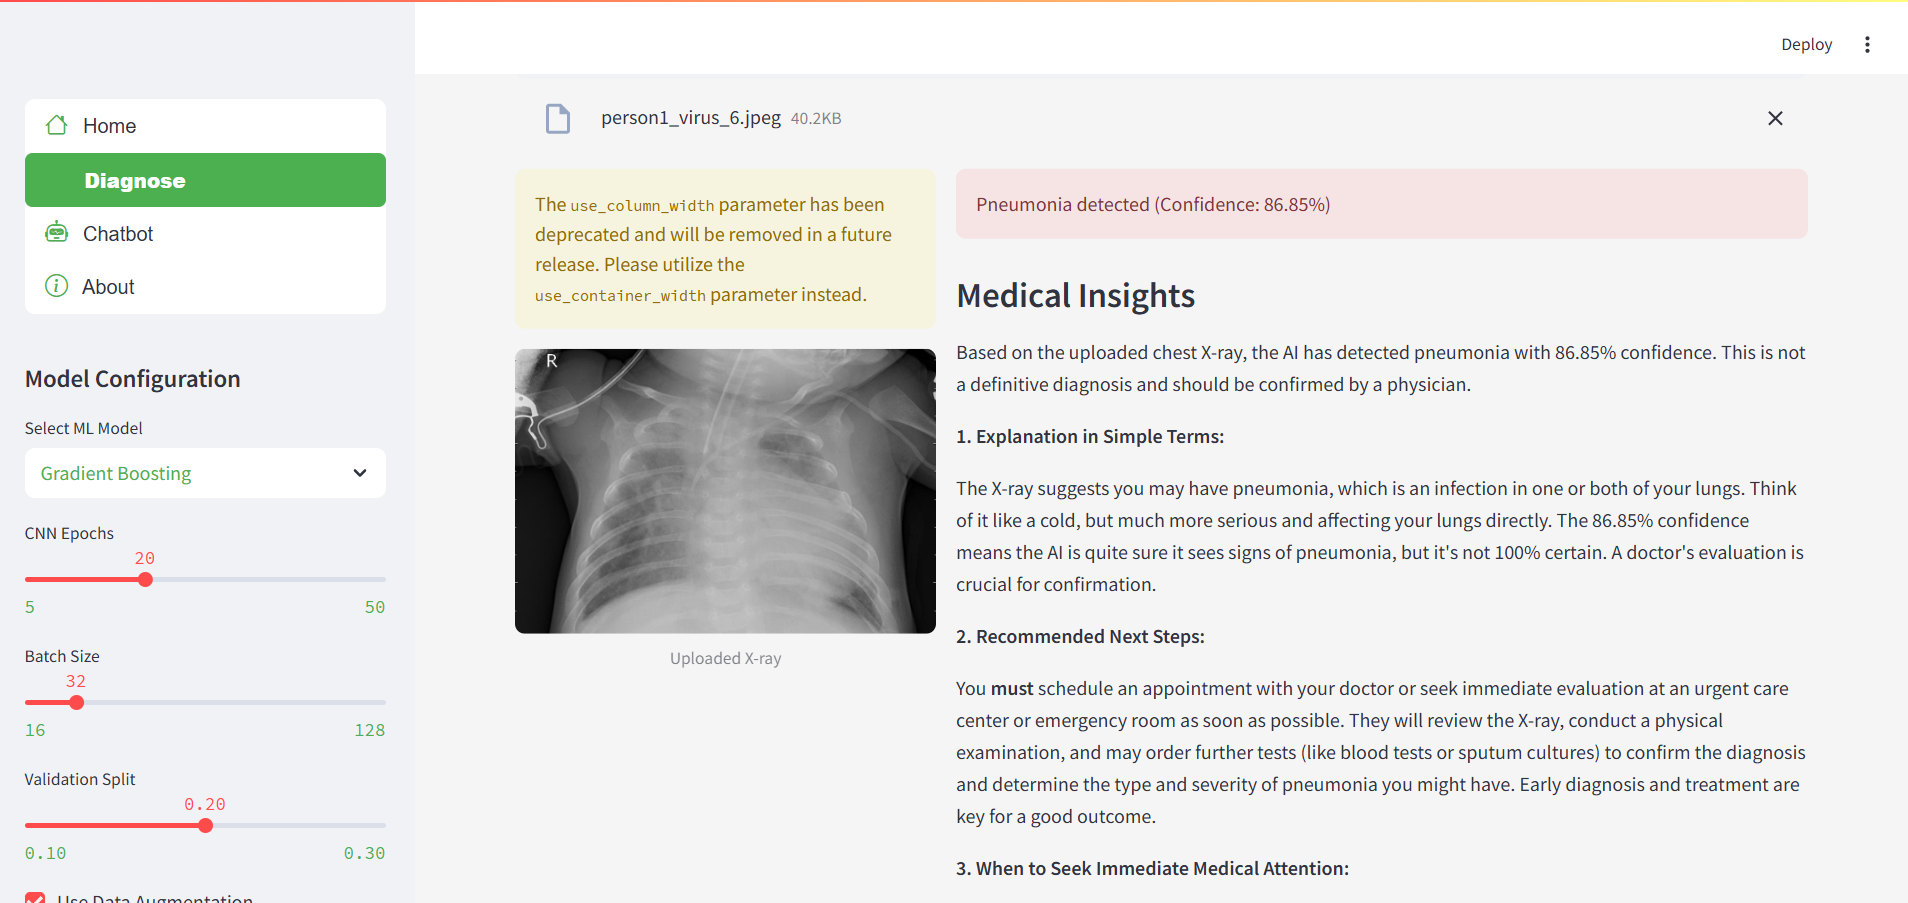 Deploy
Home
Diagnose
Chatbot
About
Model Configuration
Select ML Model
Gradient Boosting
CNN Epochs
20
5 50
Batch Size
32
16 128
Validation Split
0.20
0.10 0.30
Use Data Augmentation
person1_virus_6.jpeg 40.2KB
The use_column_width parameter has been
deprecated and will be removed in a future
release. Please utilize the
use_container_width parameter instead.
R
Uploaded X-ray
Pneumonia detected (Confidence: 86.85%)
Medical Insights
Based on the uploaded chest X-ray, the AI has detected pneumonia with 86.85% confidence. This is not
a definitive diagnosis and should be confirmed by a physician.
1. Explanation in Simple Terms:
The X-ray suggests you may have pneumonia, which is an infection in one or both of your lungs. Think
of it like a cold, but much more serious and affecting your lungs directly. The 86.85% confidence
means the AI is quite sure it sees signs of pneumonia, but it's not 100% certain. A doctor's evaluation is
crucial for confirmation.
2. Recommended Next Steps:
You must schedule an appointment with your doctor or seek immediate evaluation at an urgent care
center or emergency room as soon as possible. They will review the X-ray, conduct a physical
examination, and may order further tests (like blood tests or sputum cultures) to confirm the diagnosis
and determine the type and severity of pneumonia you might have. Early diagnosis and treatment are
key for a good outcome.
3. When to Seek Immediate Medical Attention: